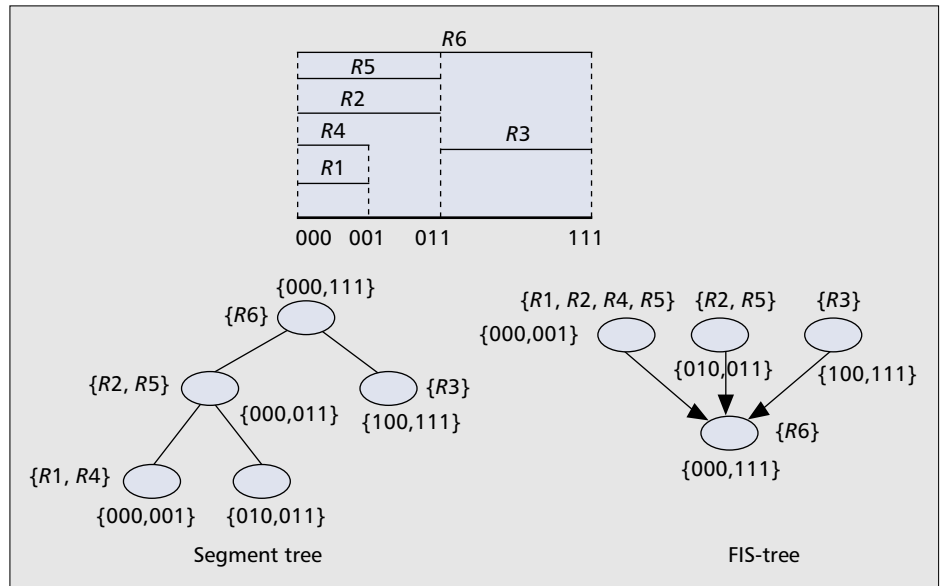 R6
R5
R2
R4
R3
R1
000 001 011 111
{000,111}
{R6}
{R2, R5}
{R3}
{000,011}
{100,111}
{R1, R4}
{000,001}
{010,011}
Segment tree
{R1, R2, R4, R5}
{R2, R5}
{R3}
{000,001}
{010,011}
{100,111}
{R6}
{000,111}
FIS-tree